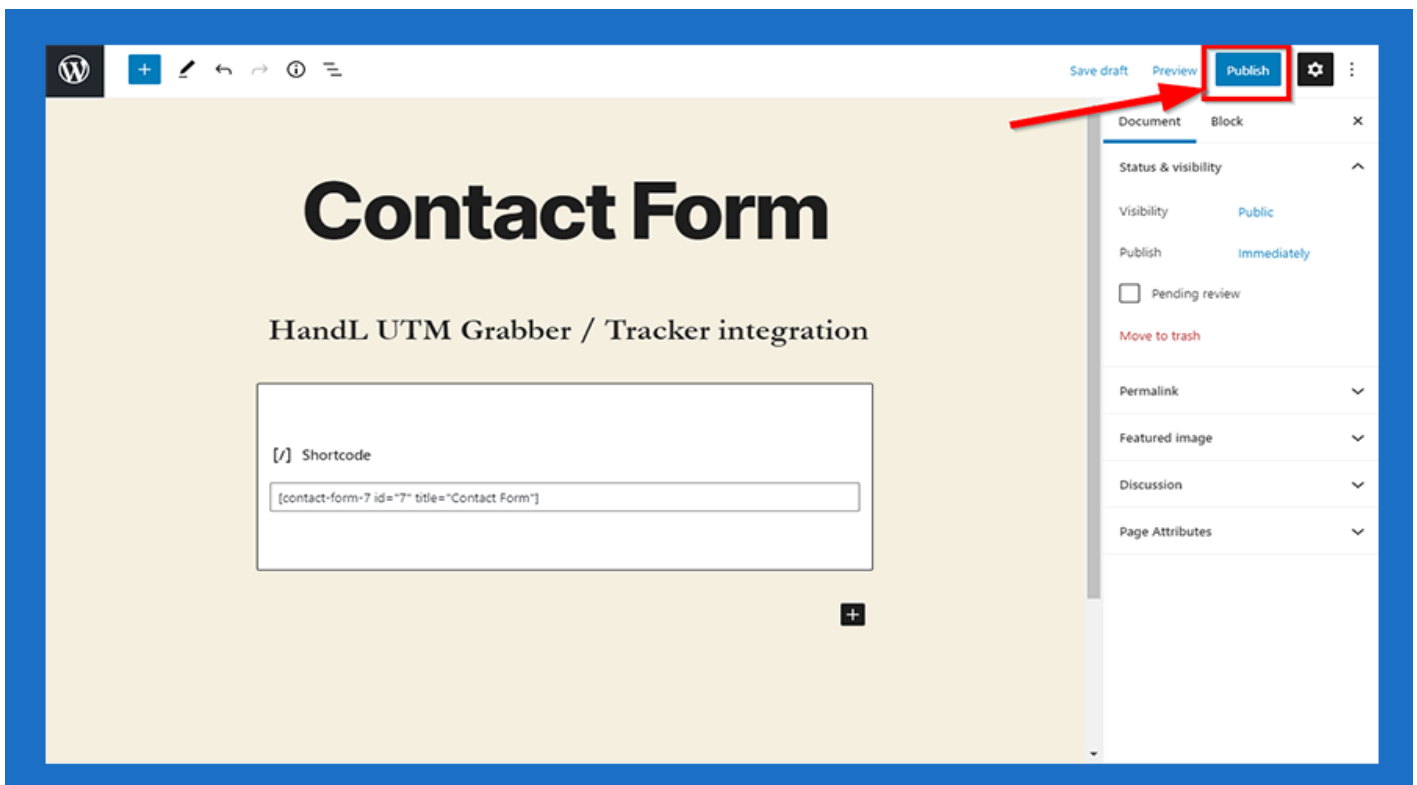 Save draft Preview Publish
Document Block
Status & visibility
Visibility Public
Publish Immediately
Pending review
Move to trash
Permalink
Featured image
Discussion
Page Attributes
Contact Form
HandL UTM Grabber / Tracker integration
[/] Shortcode
[contact-form-7 id="7" title="Contact Form"]